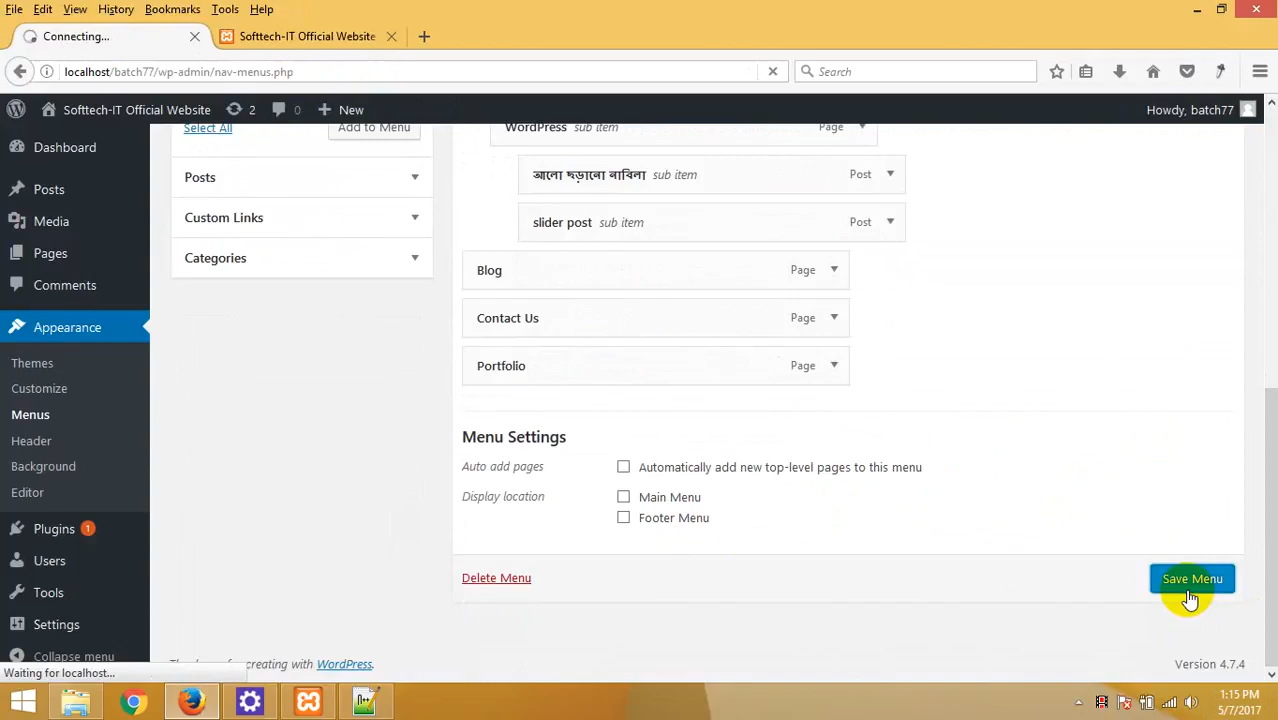 File Edit View History Bookmarks Tools Help
Connecting...
Softtech-IT Official Website
localhost/batch77/wp-admin/nav-menus.php
Search
Softtech-IT Official Website 2 0 New
Howdy, batch77
Dashboard
Posts
Media
Pages
Comments
Appearance
Themes
Customize
Menus
Header
Background
Editor
Plugins 1
Users
Tools
Settings
Collapse menu
Select All
Add to Menu
Posts
Custom Links
Categories
WordPress sub item Page
আলো ছড়ানো নাবিলা sub item Post
slider post sub item Post
Blog Page
Contact Us Page
Portfolio Page
Menu Settings
Auto add pages
Automatically add new top-level pages to this menu
Display location
Main Menu
Footer Menu
Delete Menu
Save Menu
creating with WordPress.
Version 4.7.4
Waiting for localhost...
1:15 PM
5/7/2017